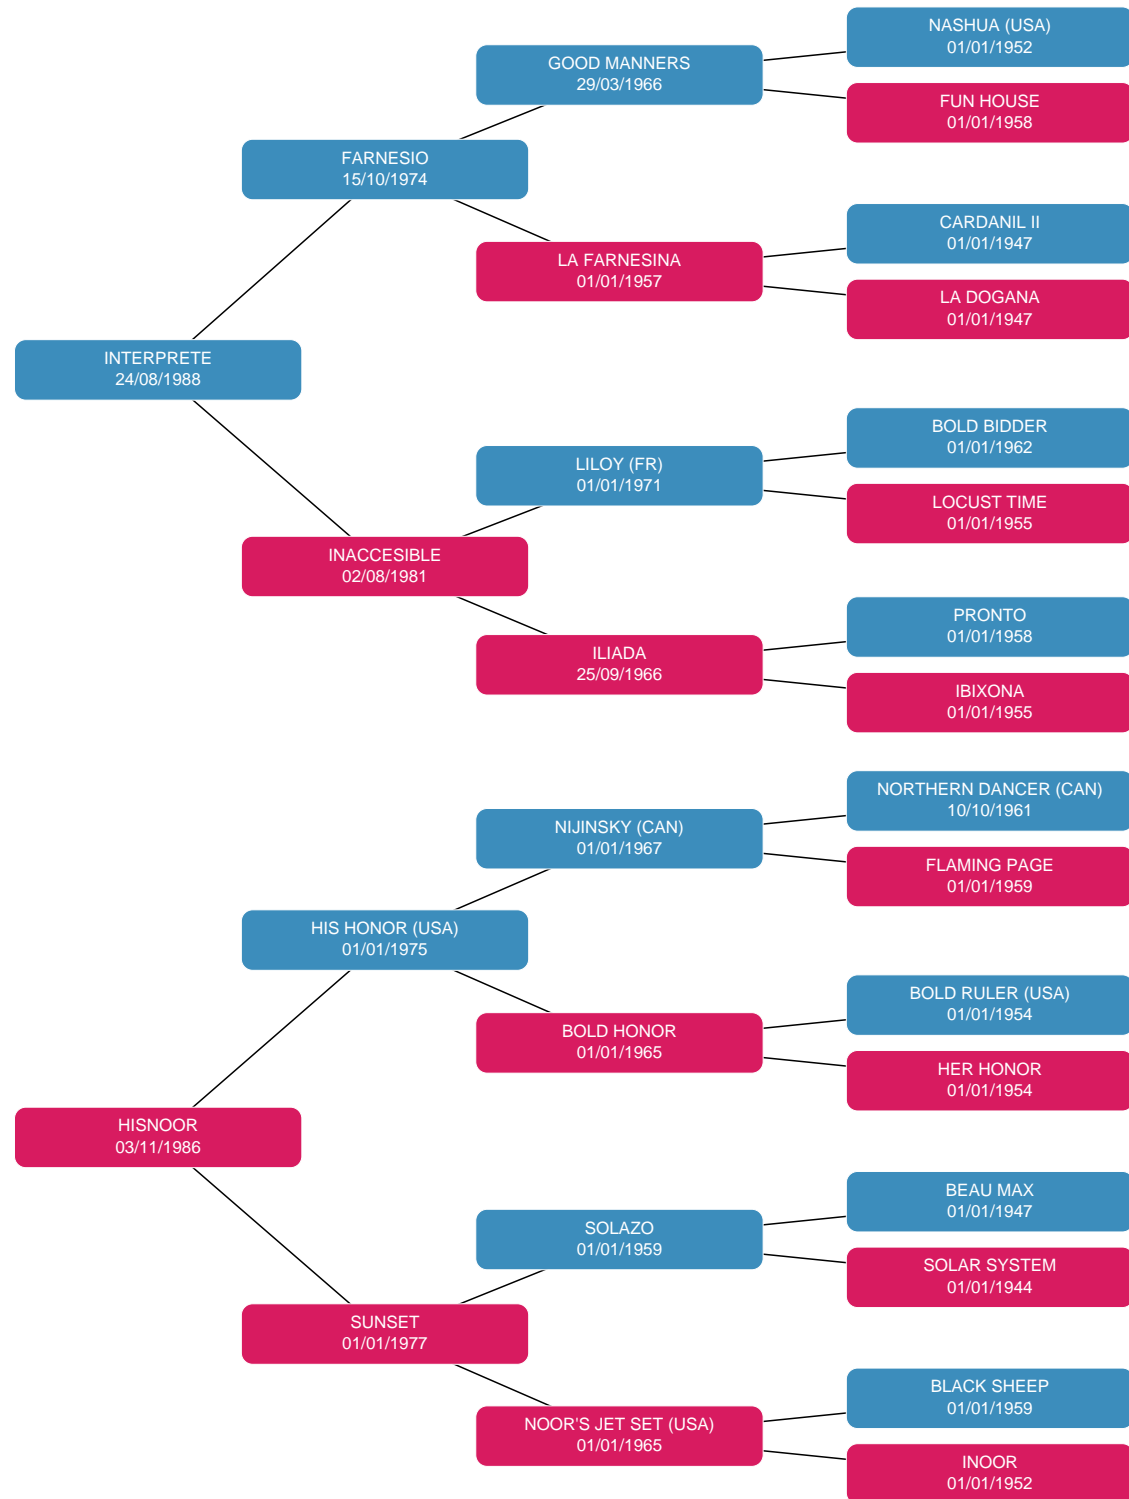 NASHUA (USA)
01/01/1952
GOOD MANNERS
29/03/1966
FUN HOUSE
01/01/1958
FARNESIO
15/10/1974
CARDANIL II
01/01/1947
LA FARNESINA
01/01/1957
LA DOGANA
01/01/1947
INTERPRETE
24/08/1988
BOLD BIDDER
01/01/1962
LILOY (FR)
01/01/1971
LOCUST TIME
01/01/1955
INACCESIBLE
02/08/1981
PRONTO
01/01/1958
ILIADA
25/09/1966
IBIXONA
01/01/1955
NORTHERN DANCER (CAN)
10/10/1961
NIJINSKY (CAN)
01/01/1967
FLAMING PAGE
01/01/1959
HIS HONOR (USA)
01/01/1975
BOLD RULER (USA)
01/01/1954
BOLD HONOR
01/01/1965
HER HONOR
01/01/1954
HISNOOR
03/11/1986
BEAU MAX
01/01/1947
SOLAZO
01/01/1959
SOLAR SYSTEM
01/01/1944
SUNSET
01/01/1977
BLACK SHEEP
01/01/1959
NOOR'S JET SET (USA)
01/01/1965
INOOR
01/01/1952